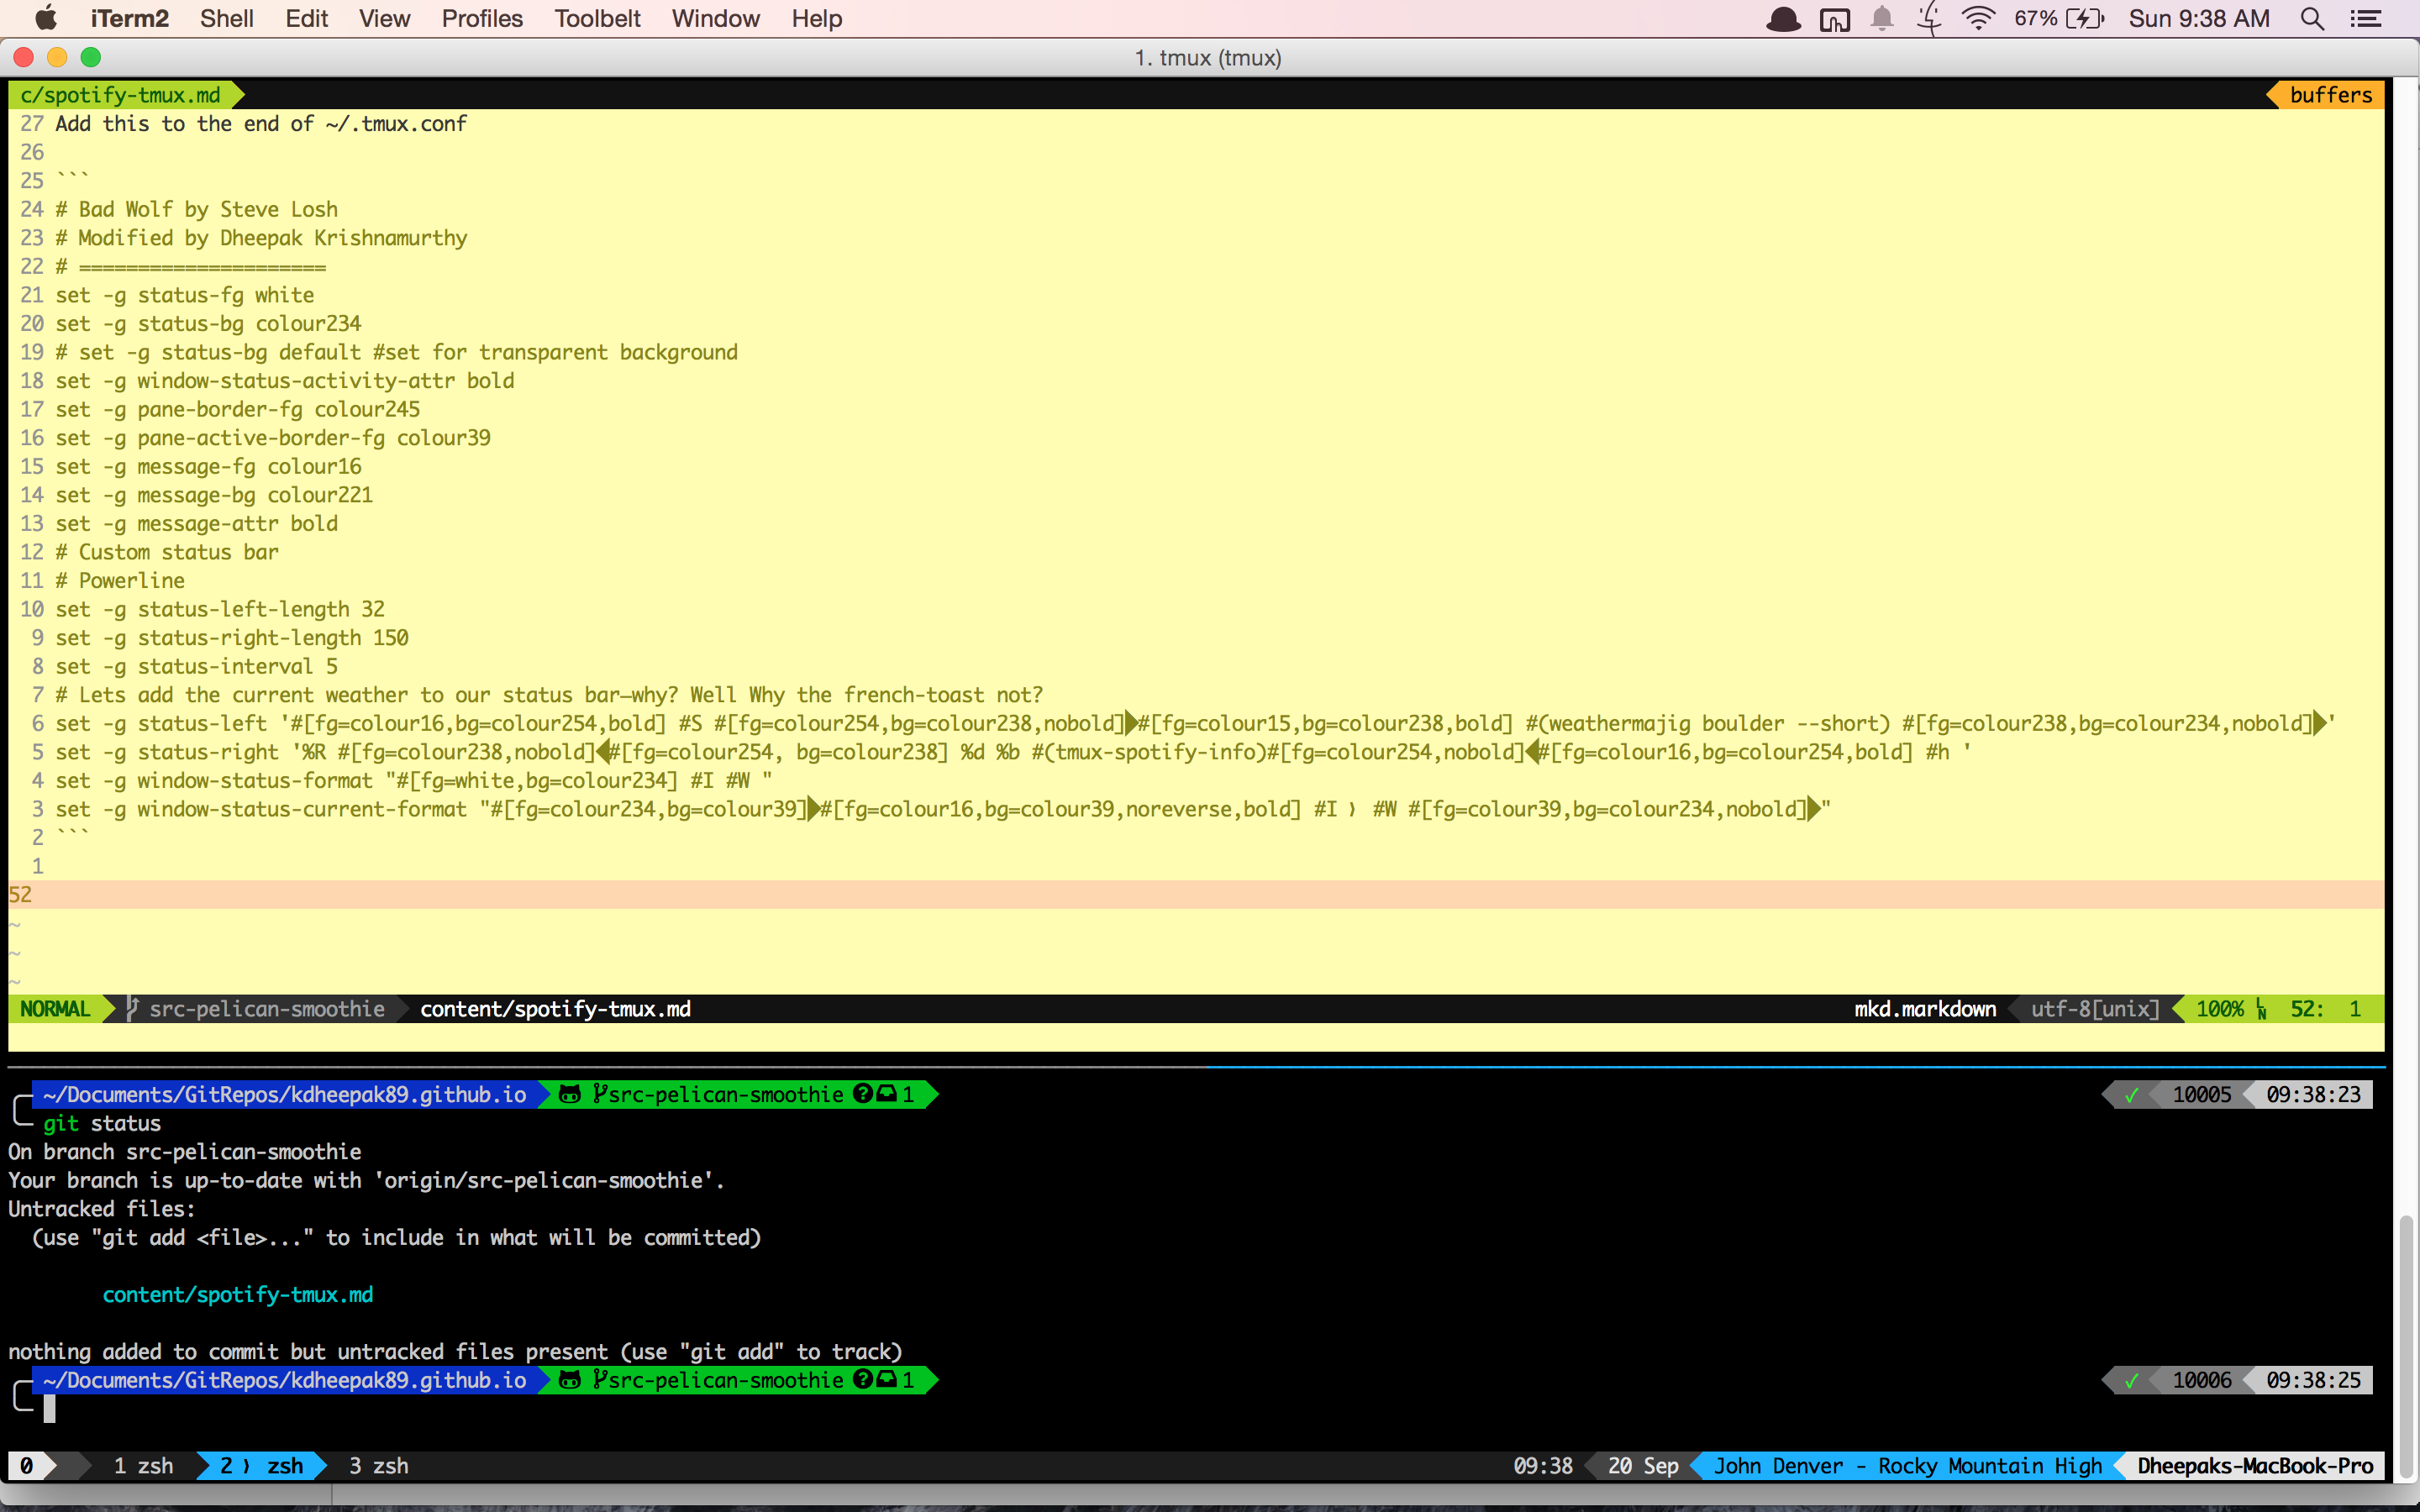 iTerm2 Shell Edit View Profiles Toolbelt Window Help 67% Sun 9:38 AM
1. tmux (tmux)
c/spotify-tmux.md buffers
27 Add this to the end of ~/.tmux.conf
26
25 ```
24 # Bad Wolf by Steve Losh
23 # Modified by Dheepak Krishnamurthy
22 # =====================
21 set -g status-fg white
20 set -g status-bg colour234
19 # set -g status-bg default #set for transparent background
18 set -g window-status-activity-attr bold
17 set -g pane-border-fg colour245
16 set -g pane-active-border-fg colour39
15 set -g message-fg colour16
14 set -g message-bg colour221
13 set -g message-attr bold
12 # Custom status bar
11 # Powerline
10 set -g status-left-length 32
9 set -g status-right-length 150
8 set -g status-interval 5
7 # Lets add the current weather to our status bar—why? Well Why the french-toast not?
6 set -g status-left '#[fg=colour16,bg=colour254,bold] #S #[fg=colour254,bg=colour238,nobold]#[fg=colour15,bg=colour238,bold] #(weathermajig boulder --short) #[fg=colour238,bg=colour234,nobold]'
5 set -g status-right '%R #[fg=colour238,nobold]#[fg=colour254, bg=colour238] %d %b #(tmux-spotify-info)#[fg=colour254,nobold]#[fg=colour16,bg=colour254,bold] #h '
4 set -g window-status-format "#[fg=white,bg=colour234] #I #W "
3 set -g window-status-current-format "#[fg=colour234,bg=colour39]#[fg=colour16,bg=colour39,noreverse,bold] #I ⟩ #W #[fg=colour39,bg=colour234,nobold]"
2 ```
1
52
~
~
~
NORMAL src-pelican-smoothie content/spotify-tmux.md mkd.markdown utf-8[unix] 100% LN 52: 1
~/Documents/GitRepos/kdheepak89.github.io src-pelican-smoothie ? 1 ✓ 10005 09:38:23
git status
On branch src-pelican-smoothie
Your branch is up-to-date with 'origin/src-pelican-smoothie'.
Untracked files:
(use "git add <file>..." to include in what will be committed)
content/spotify-tmux.md
nothing added to commit but untracked files present (use "git add" to track)
~/Documents/GitRepos/kdheepak89.github.io src-pelican-smoothie ? 1 ✓ 10006 09:38:25
0 1 zsh 2 ⟩ zsh 3 zsh 09:38 20 Sep John Denver - Rocky Mountain High Dheepaks-MacBook-Pro